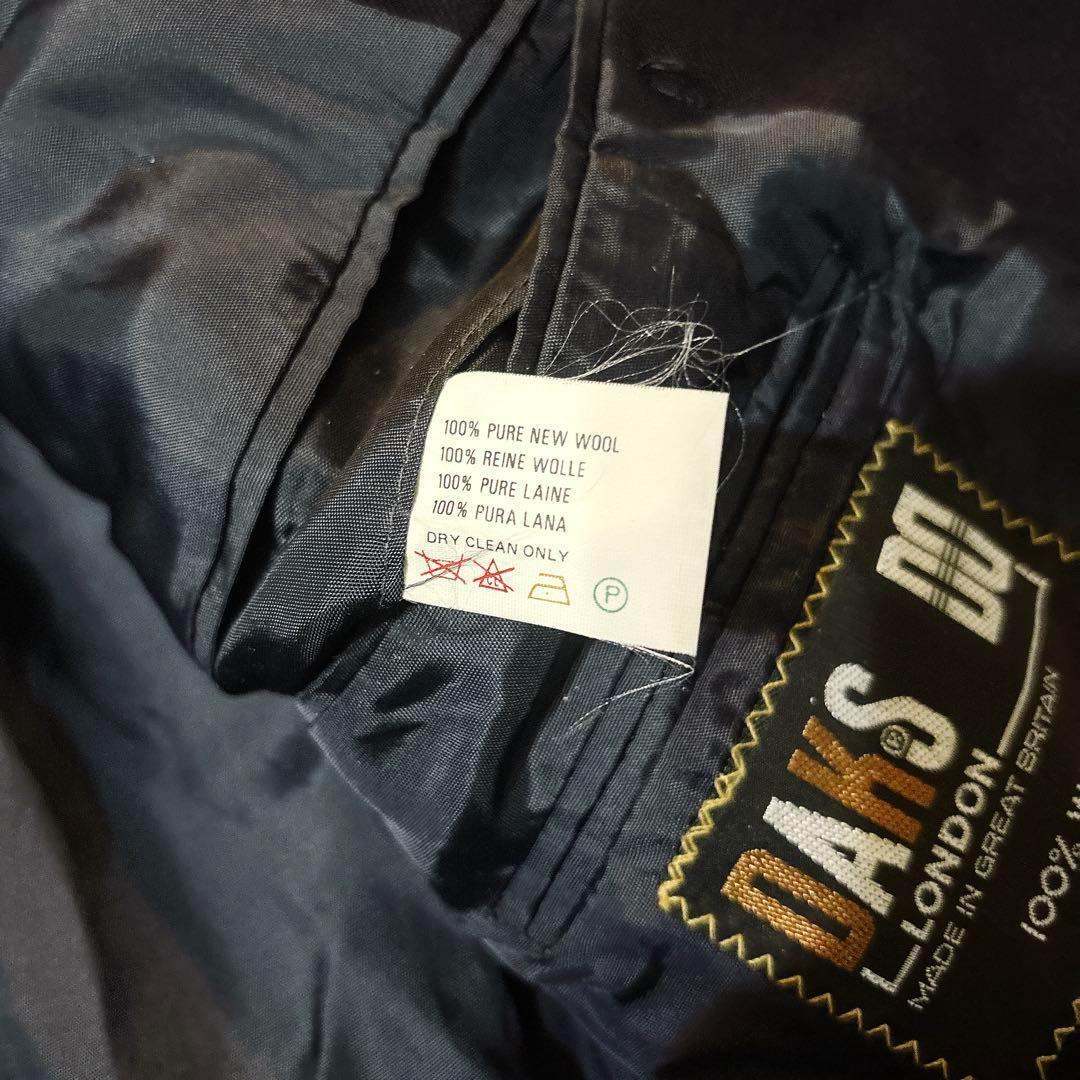 100% PURE NEW WOOL
100% REINE WOLLE
100% PURE LAINE
100% PURA LANA
DRY CLEAN ONLY
P
DD
DAKS®
LONDON
MADE IN GREAT BRITAIN
100%